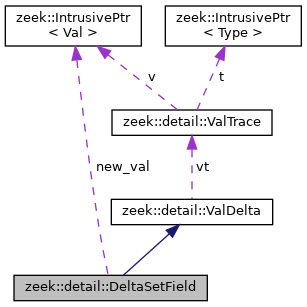 zeek::IntrusivePtr
< Val >
zeek::IntrusivePtr
< Type >
v
t
zeek::detail::ValTrace
new_val
vt
zeek::detail::ValDelta
zeek::detail::DeltaSetField